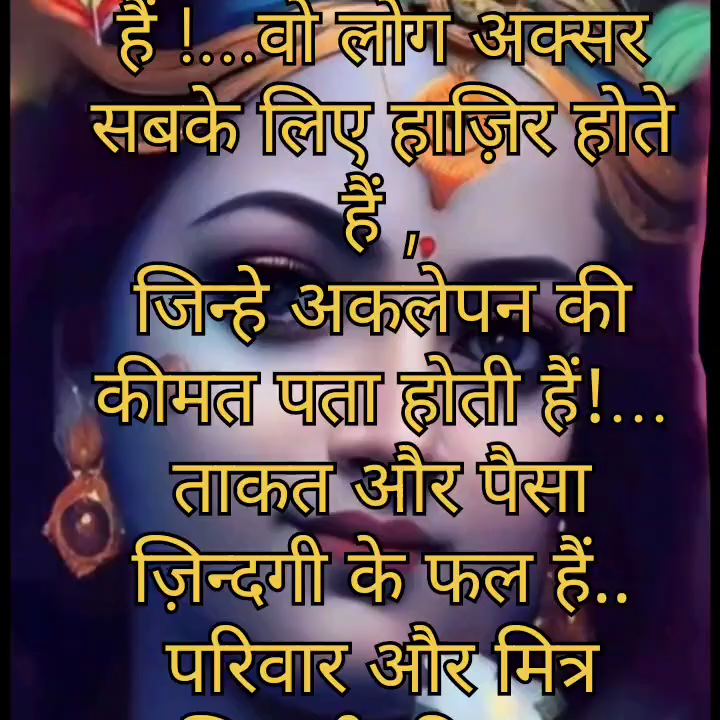 हैं !...वो लोग अक्सर
सबके लिए हाज़िर होते
हैं ,
जिन्हे अकलेपन की
कीमत पता होती हैं!...
ताकत और पैसा
ज़िन्दगी के फल हैं..
परिवार और मित्र